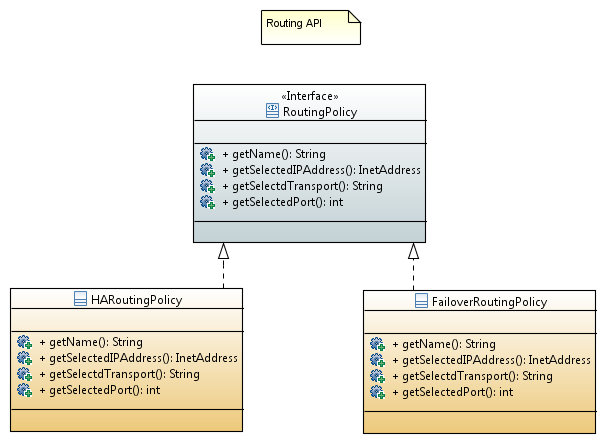 Routing API
«Interface»
RoutingPolicy
+ getName(): String
+ getSelectedIPAddress(): InetAddress
+ getSelectdTransport(): String
+ getSelectedPort(): int
HARoutingPolicy
+ getName(): String
+ getSelectedIPAddress(): InetAddress
+ getSelectdTransport(): String
+ getSelectedPort(): int
FailoverRoutingPolicy
+ getName(): String
+ getSelectedIPAddress(): InetAddress
+ getSelectdTransport(): String
+ getSelectedPort(): int